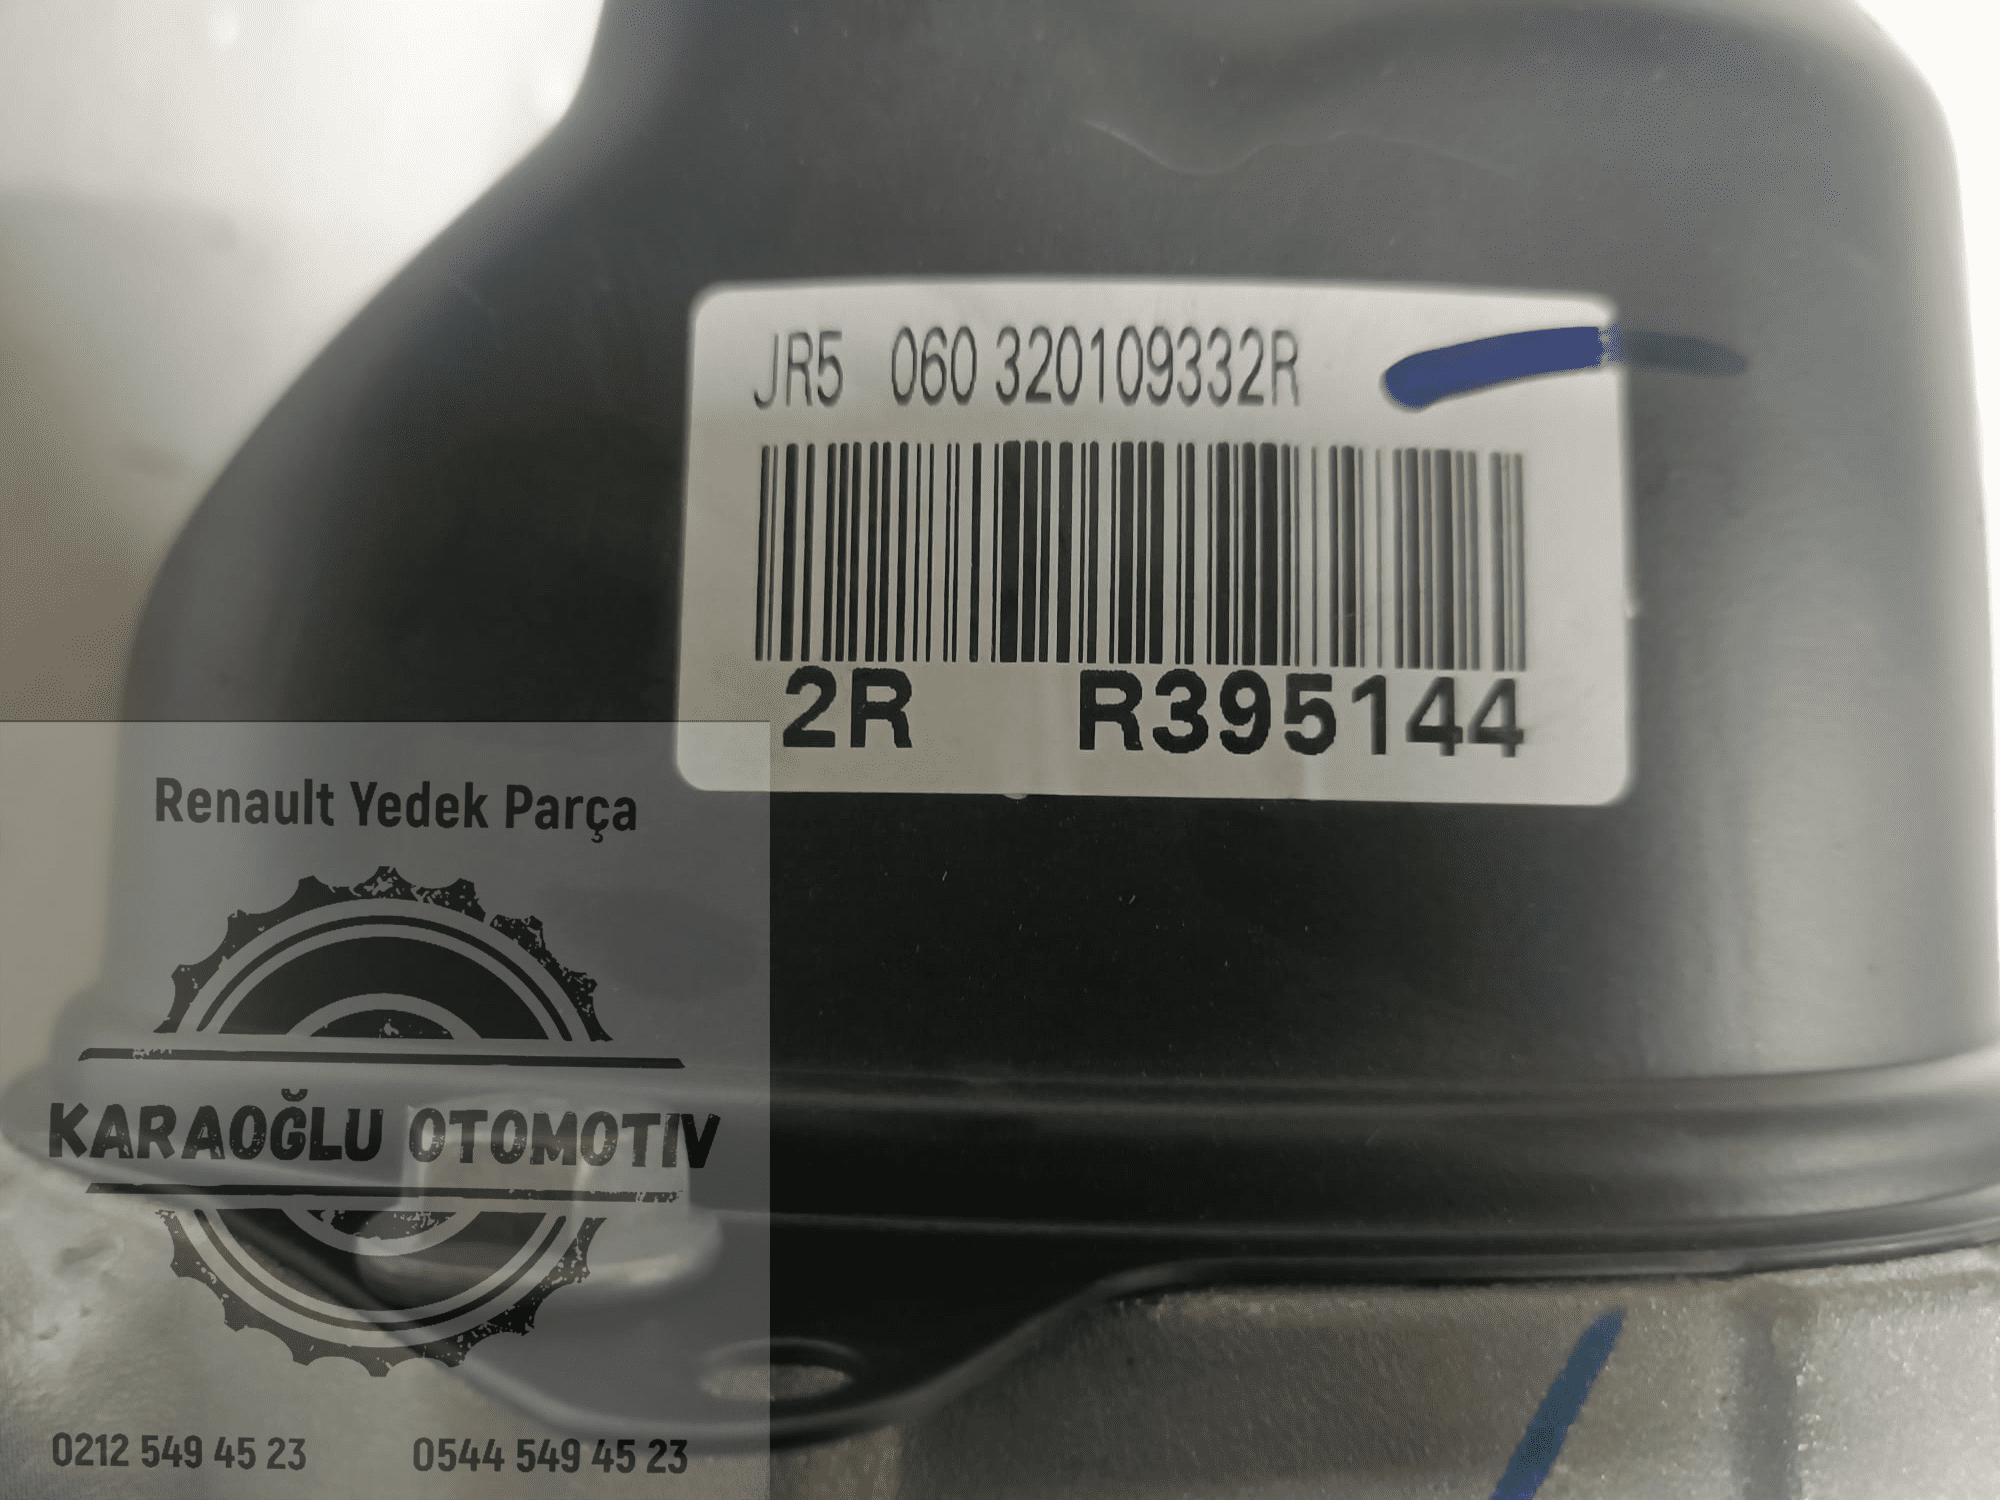 JR5 060 320109332R
2R R395144
Renault Yedek Parça
KARAOĞLU OTOMOTIV
0212 549 45 23 0544 549 45 23